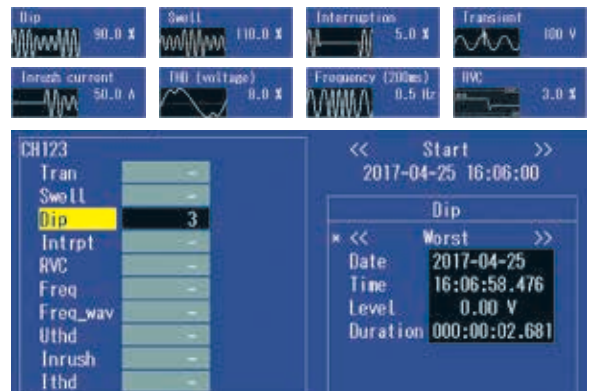 Dip
90.0 %
Swell
110.0 %
Interruption
5.0 %
Transient
100 V
Inrush current
50.0 A
THD (voltage)
8.0 %
Frequency (200ms)
0.5 Hz
RVC
3.0 %
CH123
Tran -
Swell -
Dip 3
Intrpt -
RVC -
Freq -
Freq_wav -
Uthd -
Inrush -
Ithd -
<< Start >>
2017-04-25 16:06:00
Dip
* << Worst >>
Date 2017-04-25
Time 16:06:58.476
Level 0.00 V
Duration 000:00:02.681